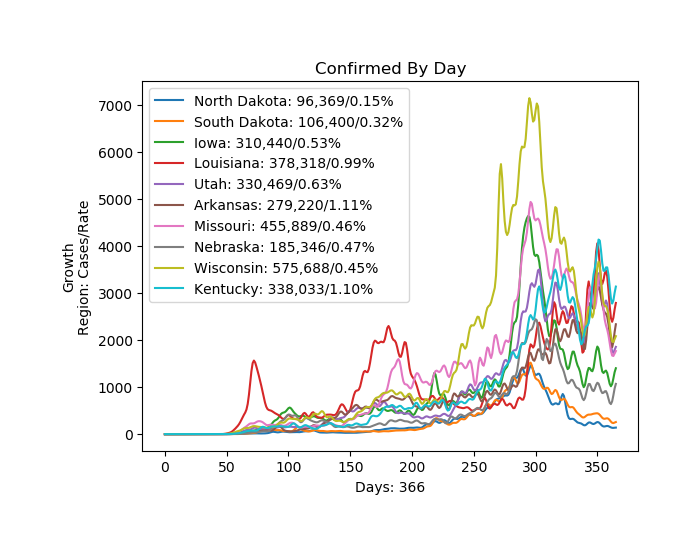 Confirmed By Day
7000
6000
5000
4000
3000
2000
1000
0
Growth
Region: Cases/Rate
North Dakota: 96,369/0.15%
South Dakota: 106,400/0.32%
Iowa: 310,440/0.53%
Louisiana: 378,318/0.99%
Utah: 330,469/0.63%
Arkansas: 279,220/1.11%
Missouri: 455,889/0.46%
Nebraska: 185,346/0.47%
Wisconsin: 575,688/0.45%
Kentucky: 338,033/1.10%
0 50 100 150 200 250 300 350
Days: 366